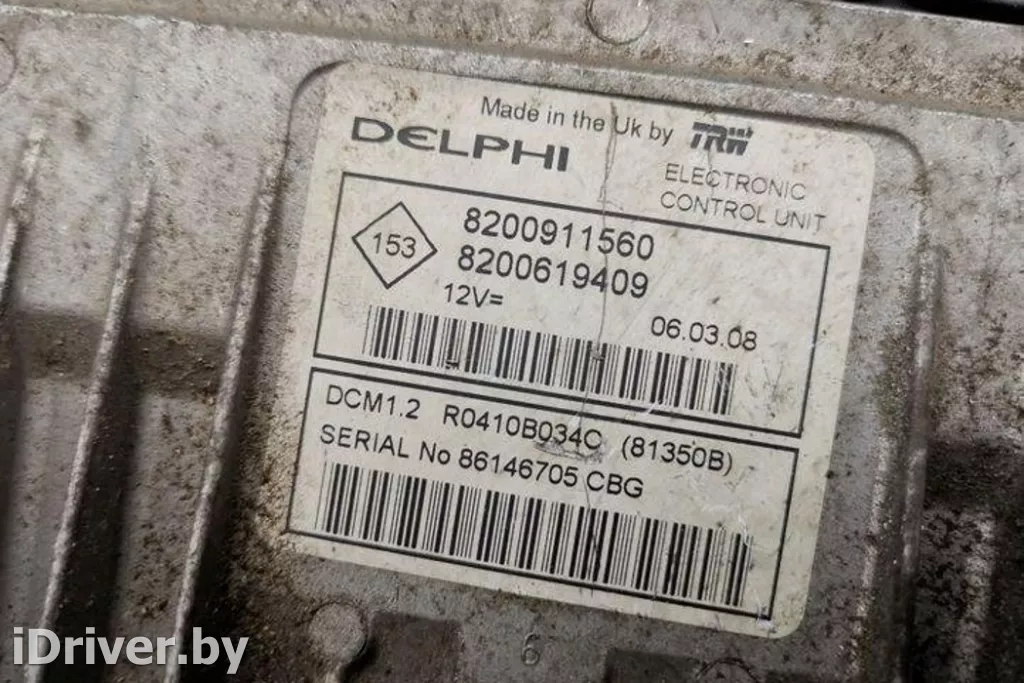 Made in the Uk by TRW
DELPHI
ELECTRONIC
CONTROL UNIT
153
8200911560
8200619409
12V=
06.03.08
DCM1.2 R0410B034C (81350B)
SERIAL No 86146705 CBG
6
iDriver.by